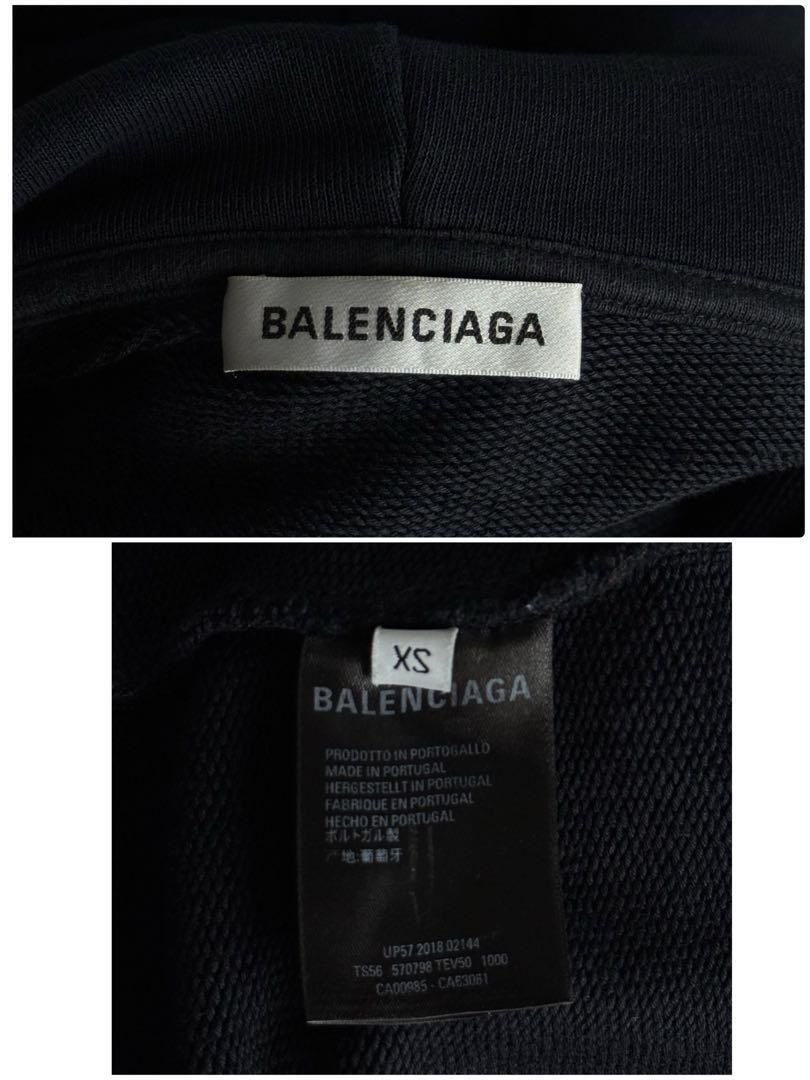 BALENCIAGA
XS
BALENCIAGA
PRODOTTO IN PORTOGALLO
MADE IN PORTUGAL
HERGESTELLT IN PORTUGAL
FABRIQUE EN PORTUGAL
HECHO EN PORTUGAL
ポルトガル製
地:葡萄牙
UP57 2018 02144
TS56 570798 TEV50 1000
CA00985 - CA63061